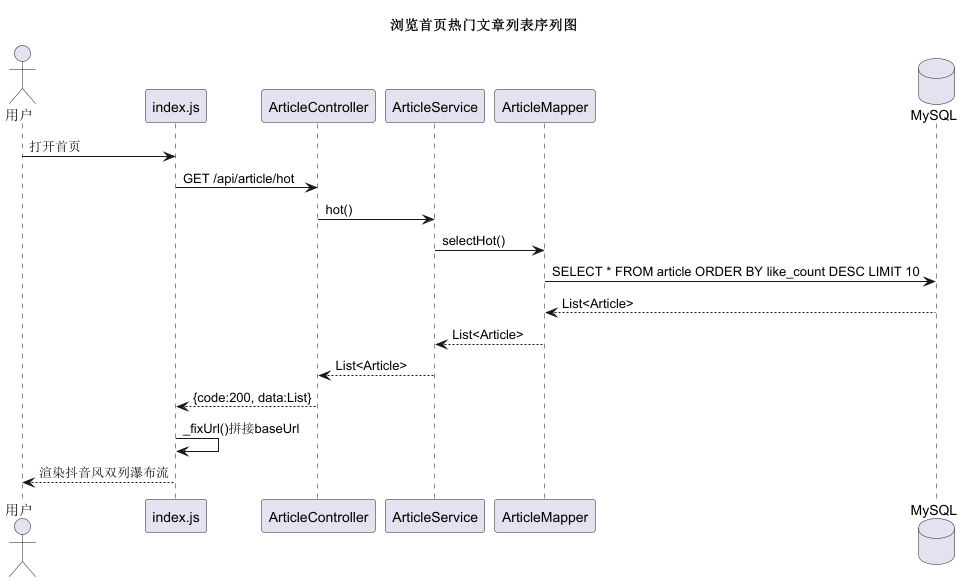 浏览首页热门文章列表序列图
用户
index.js
ArticleController
ArticleService
ArticleMapper
MySQL
打开首页
GET /api/article/hot
hot()
selectHot()
SELECT * FROM article ORDER BY like_count DESC LIMIT 10
List<Article>
List<Article>
List<Article>
{code:200, data:List}
_fixUrl()拼接baseUrl
渲染抖音风双列瀑布流
用户
index.js
ArticleController
ArticleService
ArticleMapper
MySQL